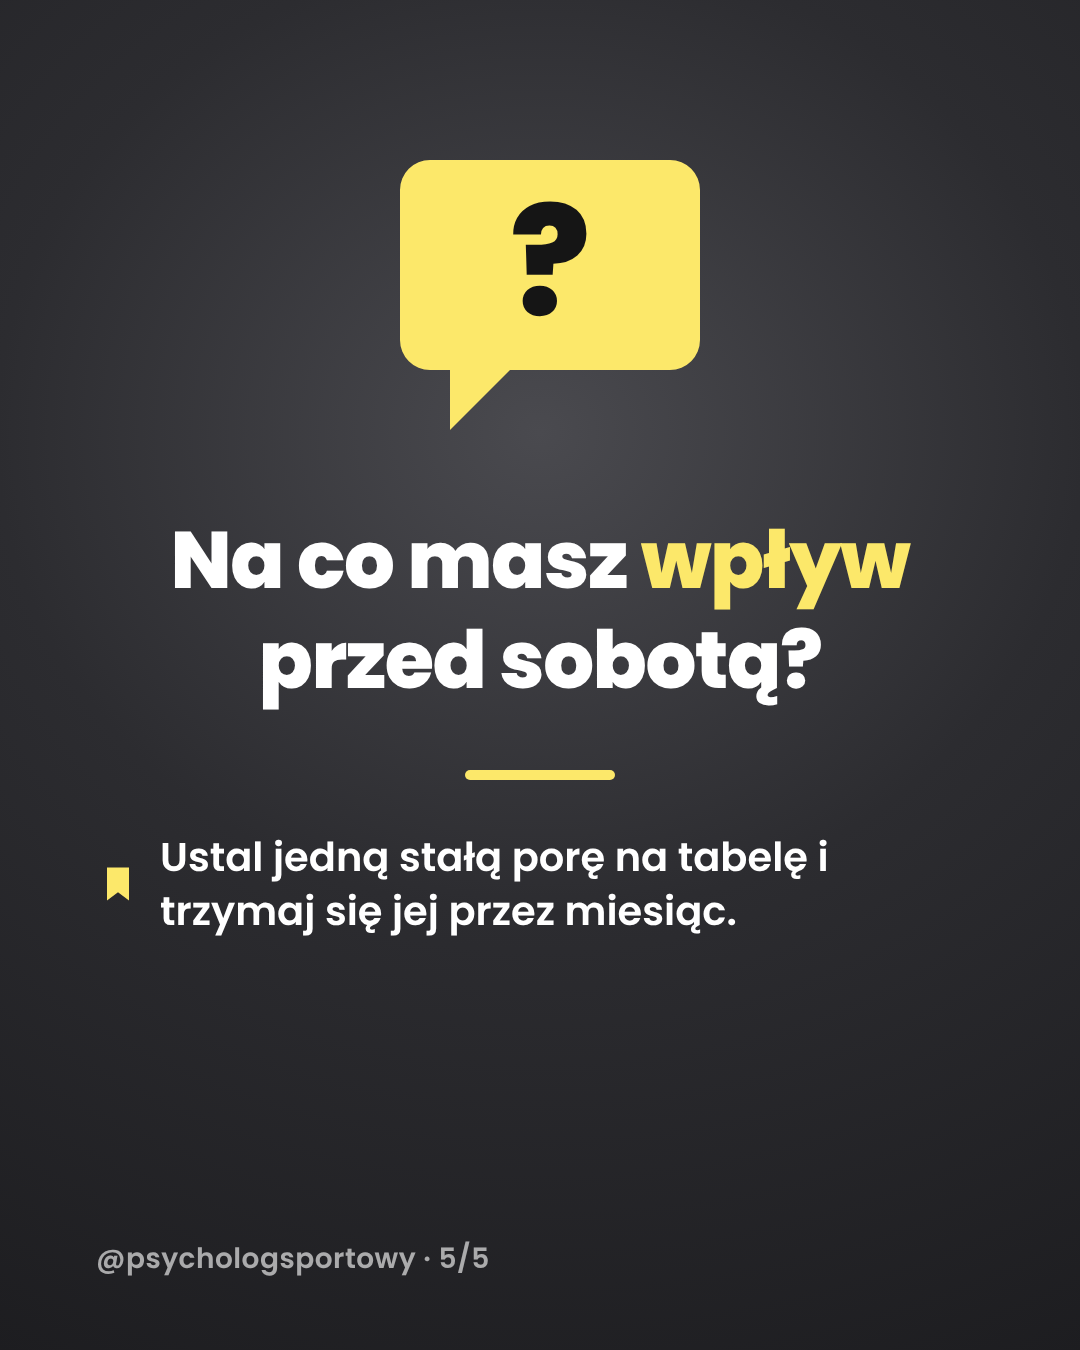 ?
Na co masz wpływ
przed sobotą?
Ustal jedną stałą porę na tabelę i
trzymaj się jej przez miesiąc.
@psychologsportowy · 5/5